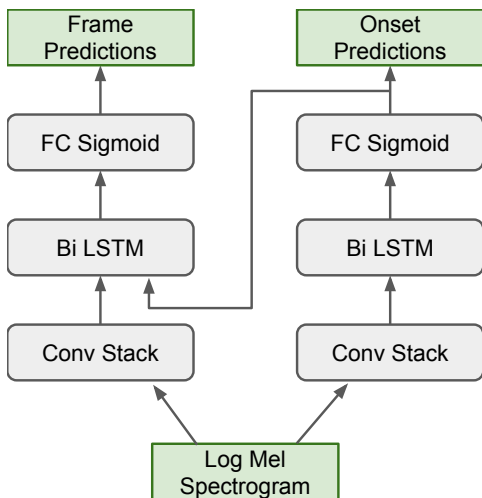 Frame
Predictions
Onset
Predictions
FC Sigmoid
FC Sigmoid
Bi LSTM
Bi LSTM
Conv Stack
Conv Stack
Log Mel
Spectrogram